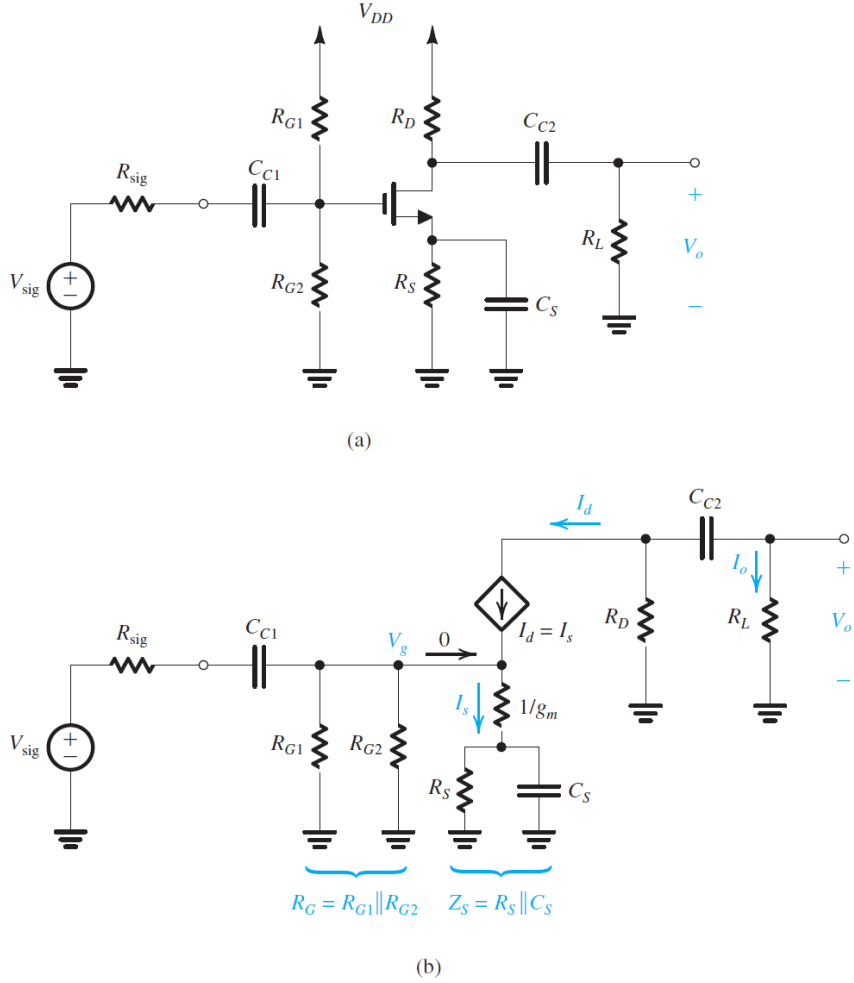 V_DD
R_G1
R_D
C_C2
C_C1
R_sig
+
R_L
V_o
R_G2
R_S
V_sig
+
−
−
C_S
(a)
I_d
C_C2
I_o
+
C_C1
R_sig
V_g
0
I_d = I_s
R_D
R_L
V_o
I_s
1/g_m
−
V_sig
+
−
R_G1
R_G2
R_S
C_S
R_G = R_G1||R_G2
Z_S = R_S||C_S
(b)